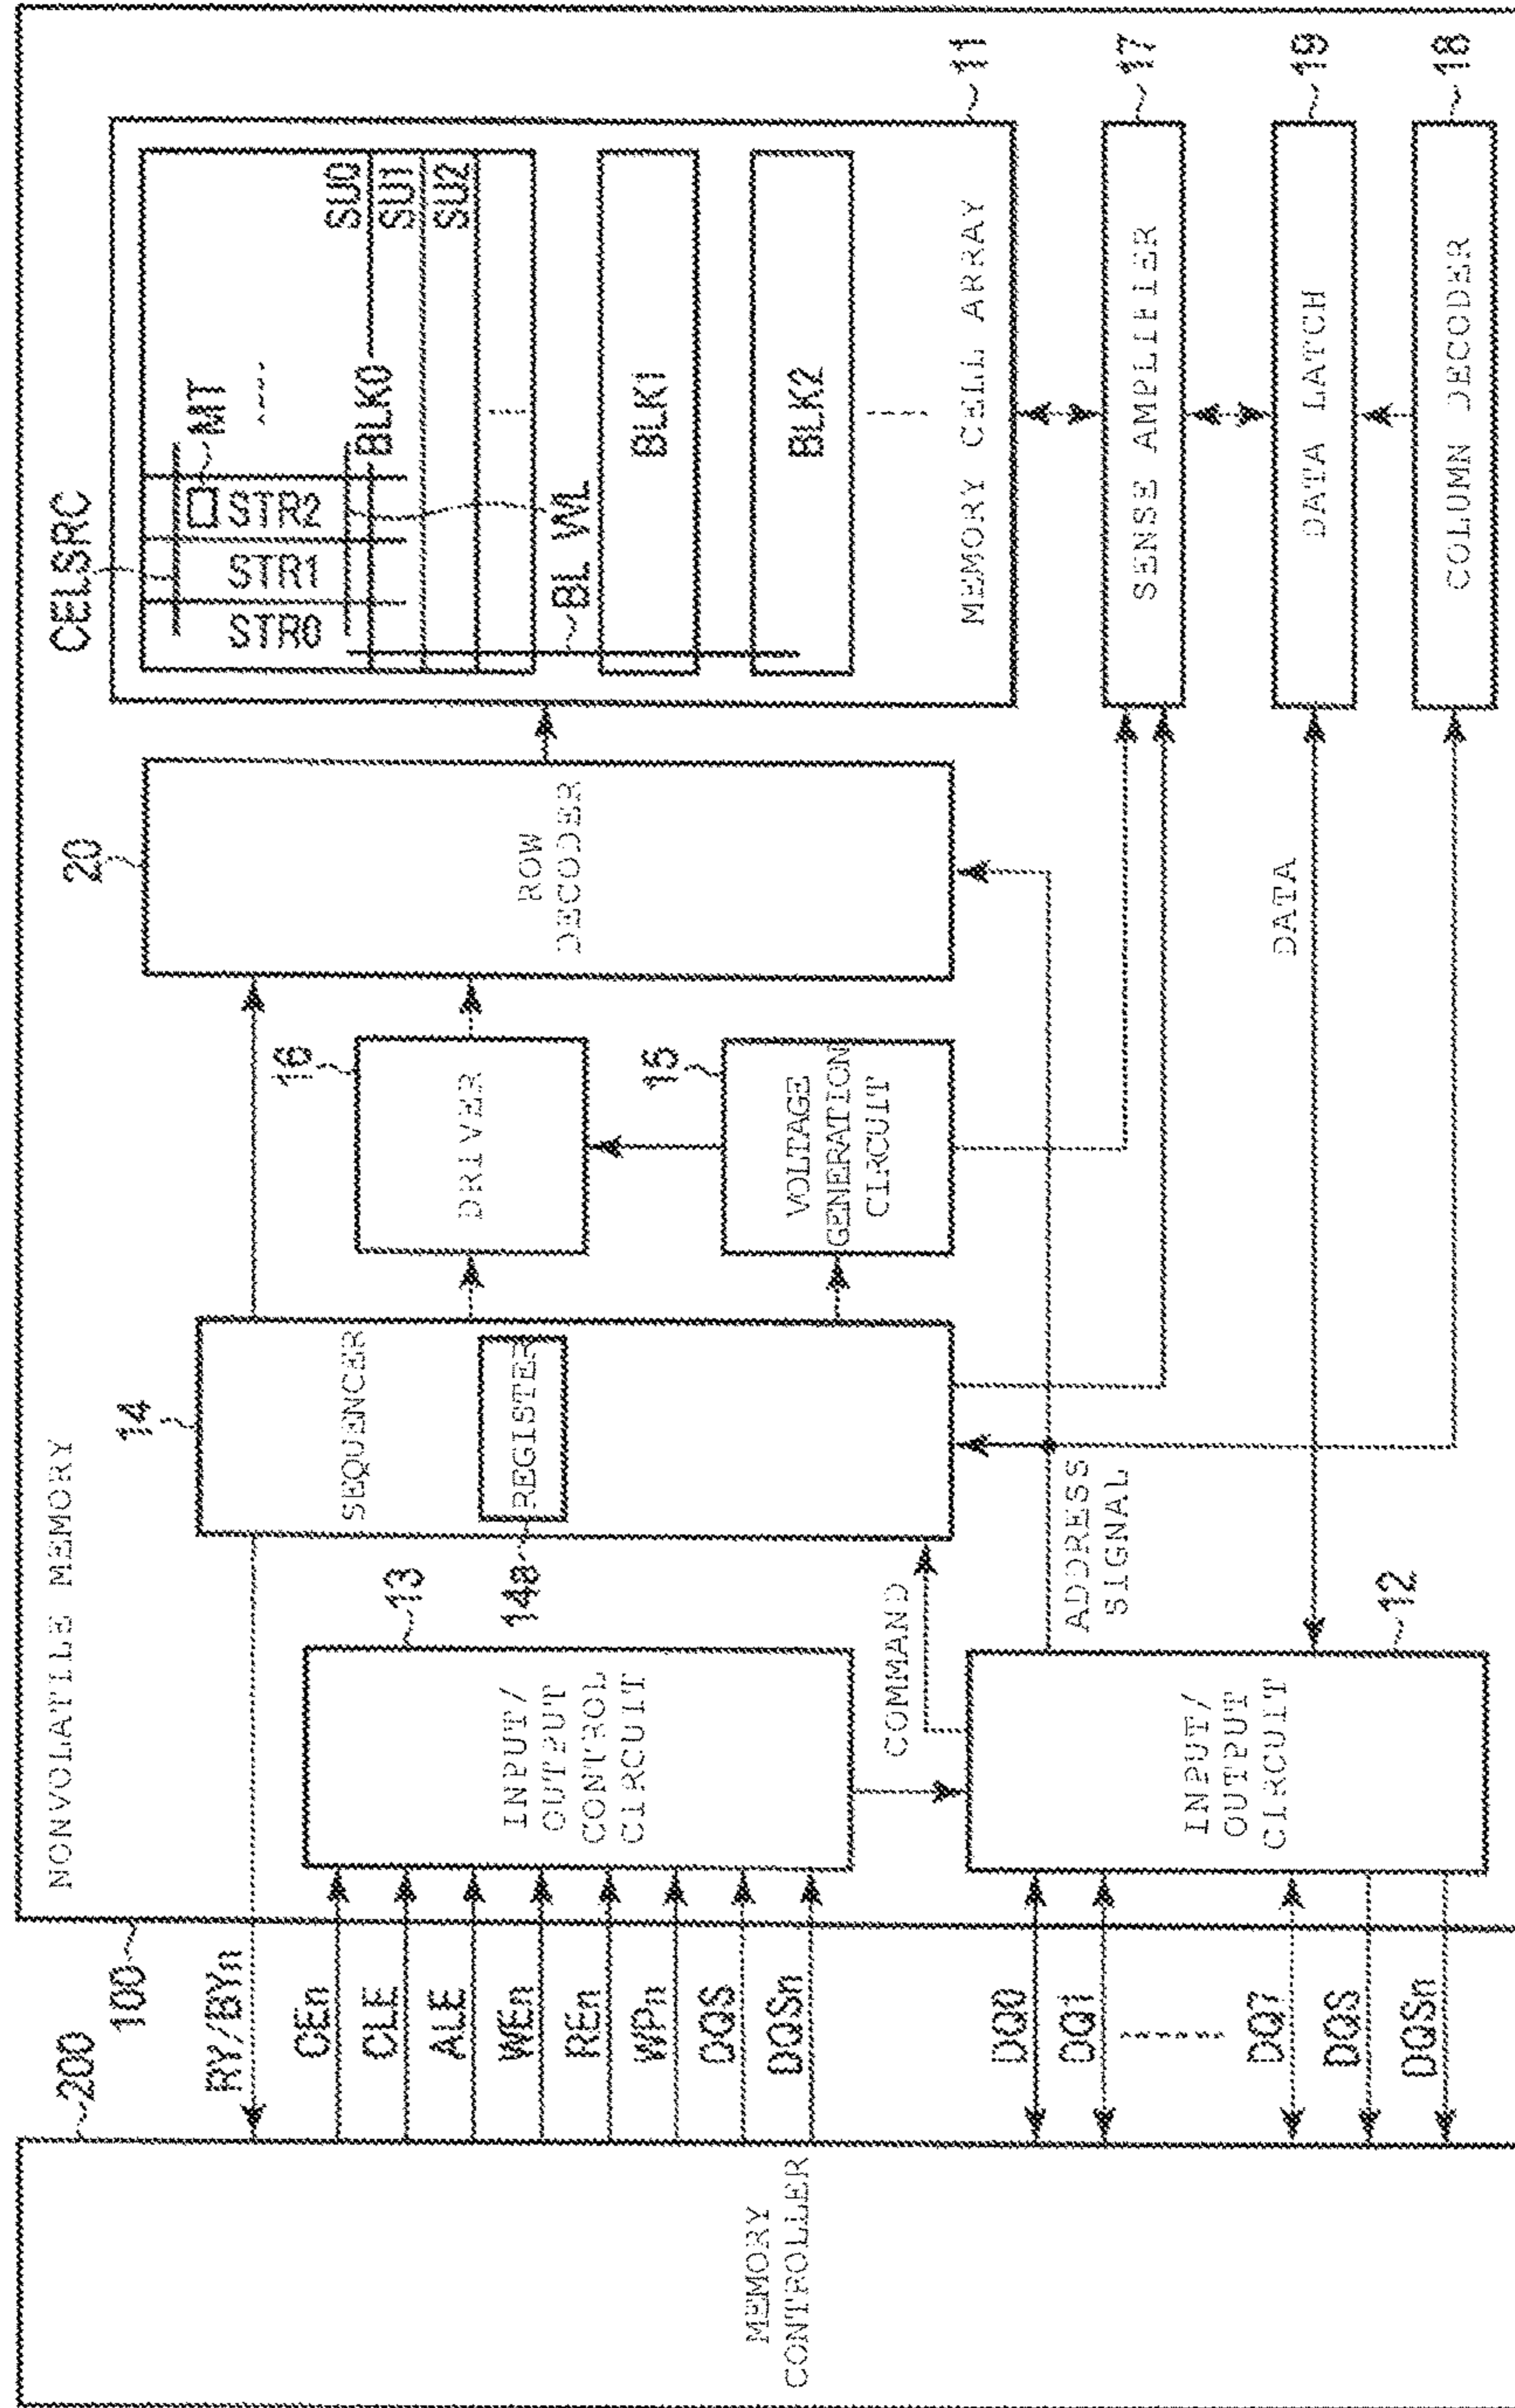 200
100
NONVOLATILE MEMORY
MEMORY
CONTROLLER
RY/BYn
CEn
CLE
ALE
WEn
REn
WPn
DQS
DQSn
DQ0
DQ1
DQ7
DQS
DQSn
13
INPUT/
OUTPUT
CONTROL
CIRCUIT
COMMAND
12
INPUT/
OUTPUT
CIRCUIT
ADDRESS
SIGNAL
14
SEQUENCER
REGISTER
148
16
DRIVER
15
VOLTAGE
GENERATION
CIRCUIT
20
ROW
DECODER
DATA
CELSRC
MT
STR0
STR1
STR2
BLK0
SU0
SU1
SU2
BL
WL
BLK1
BLK2
MEMORY CELL ARRAY
11
SENSE AMPLIFIER
17
DATA LATCH
19
COLUMN DECODER
18